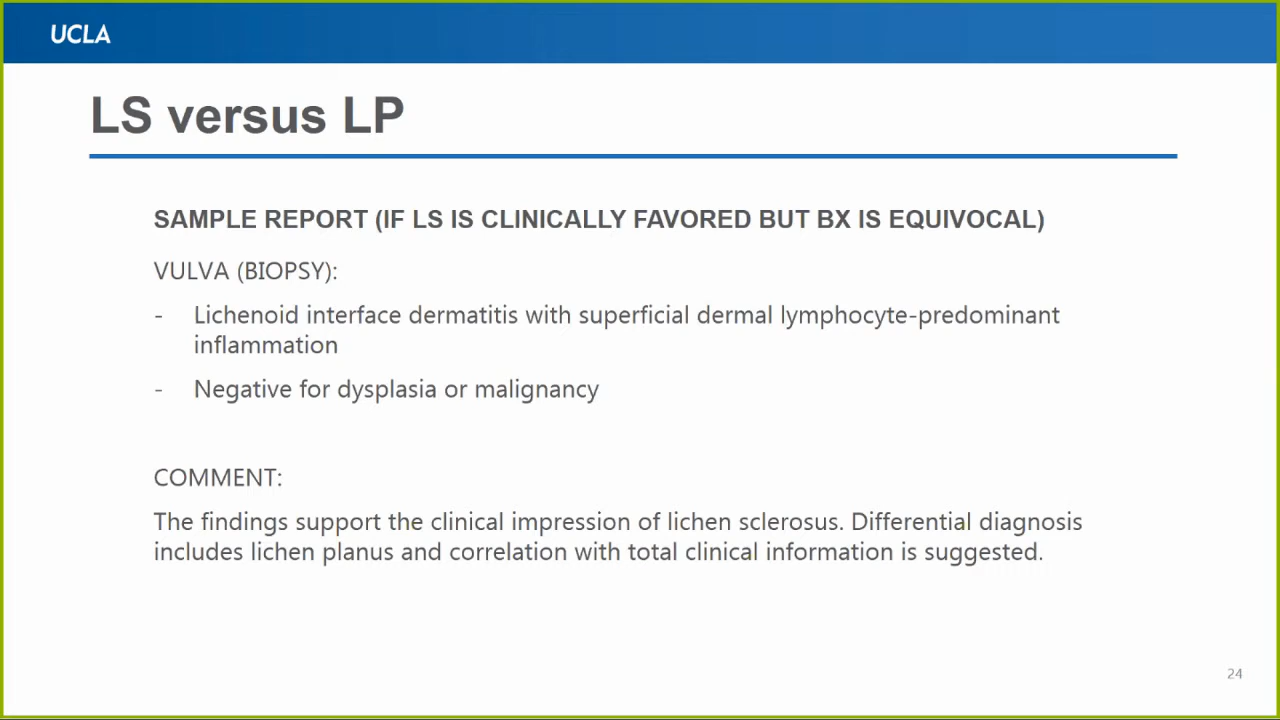 UCLA
LS versus LP
SAMPLE REPORT (IF LS IS CLINICALLY FAVORED BUT BX IS EQUIVOCAL)
VULVA (BIOPSY):
- Lichenoid interface dermatitis with superficial dermal lymphocyte-predominant
inflammation
- Negative for dysplasia or malignancy
COMMENT:
The findings support the clinical impression of lichen sclerosus. Differential diagnosis
includes lichen planus and correlation with total clinical information is suggested.
24